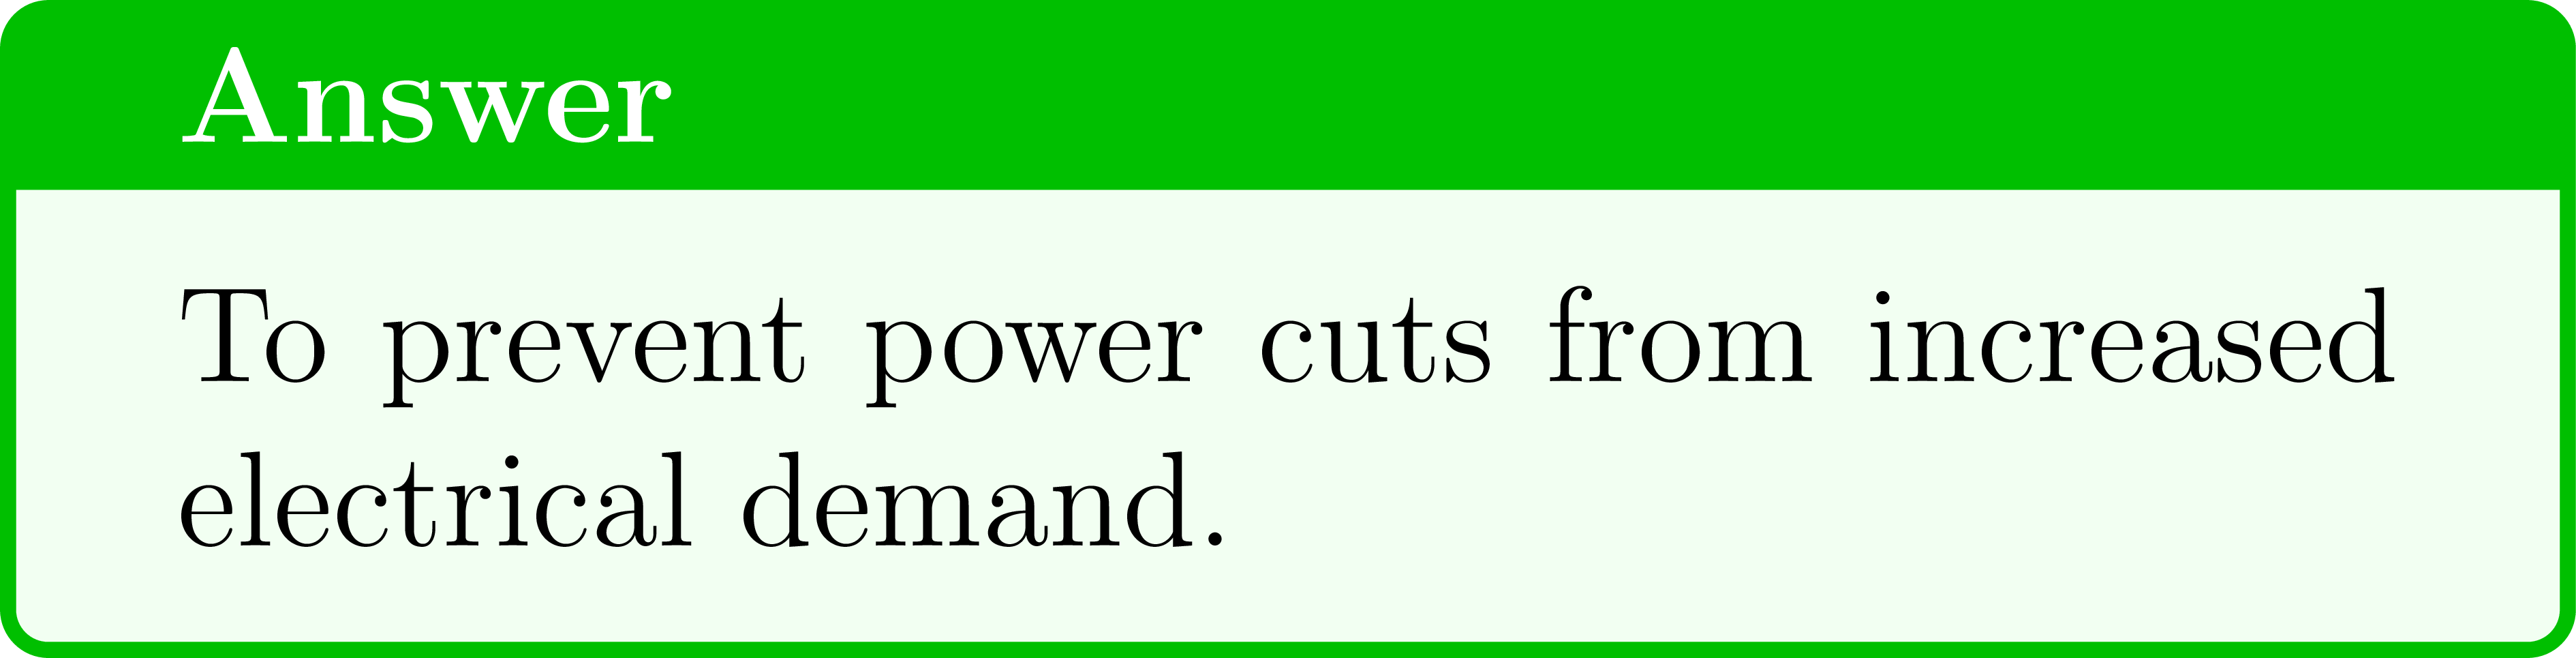 Answer
To prevent power cuts from increased
electrical demand.